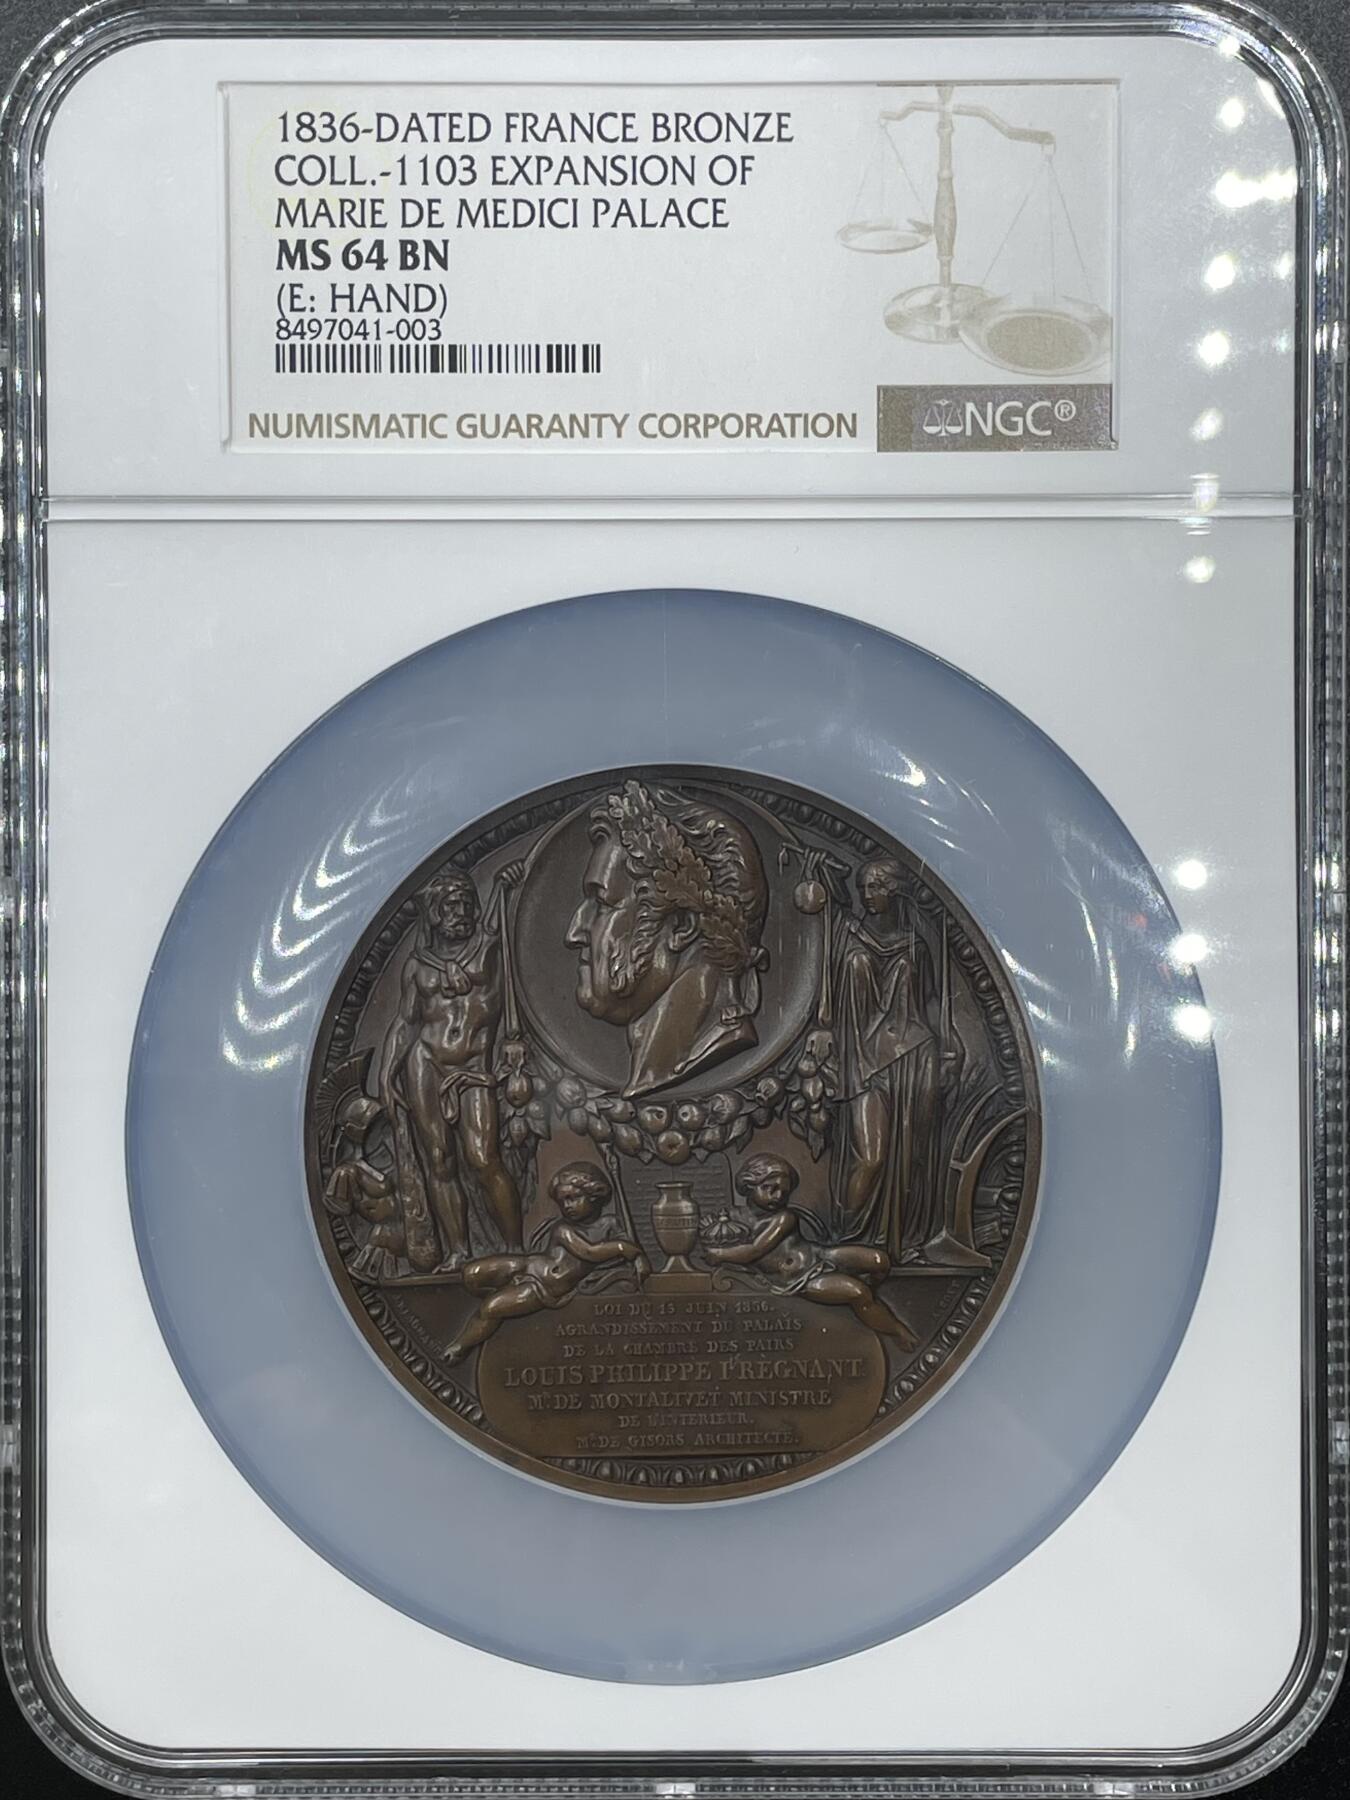 1836-DATED FRANCE BRONZE
COLL.-1103 EXPANSION OF
MARIE DE MEDICI PALACE
MS 64 BN
(E: HAND)
8497041-003
NUMISMATIC GUARANTY CORPORATION
NGC®
LOI DU 15 JUIN 1836.
AGRANDISSEMENT DU PALAIS
DE LA CHAMBRE DES PAIRS
LOUIS PHILIPPE I REGNANT.
MR. DE MONTALIVET MINISTRE
DE L'INTERIEUR.
MR. DE GISORS ARCHITECTE.